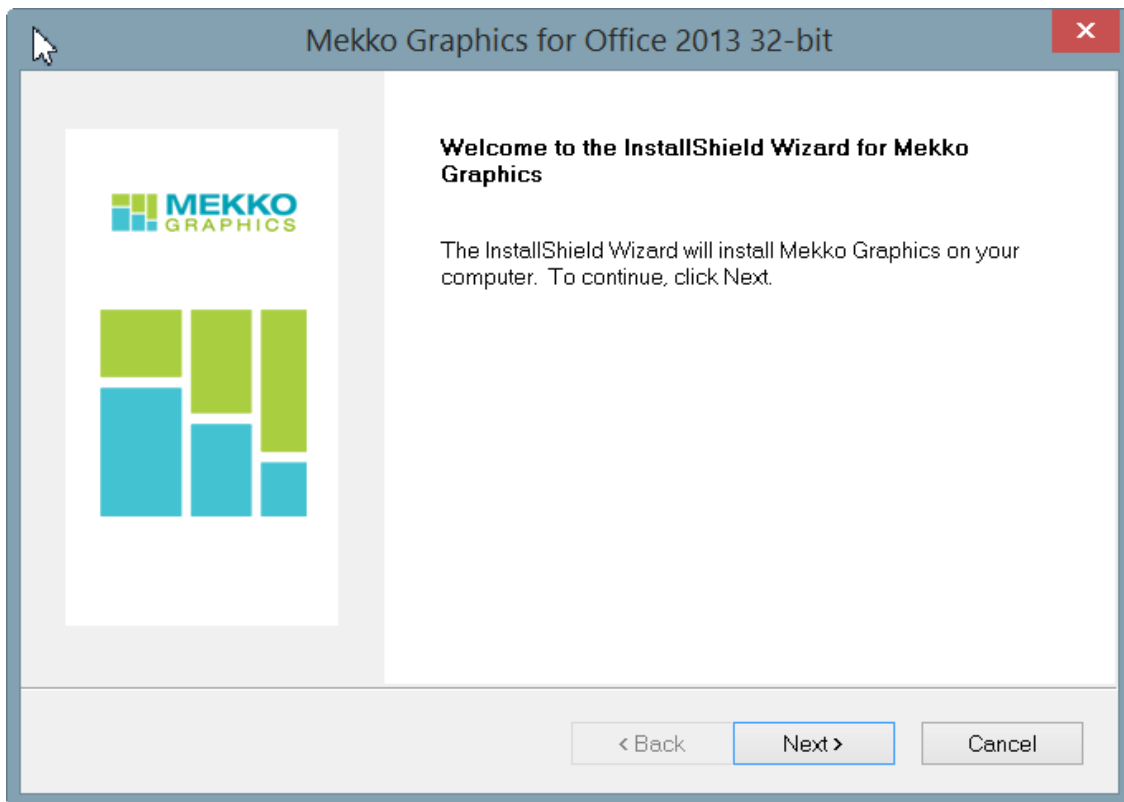 Mekko Graphics for Office 2013 32-bit
MEKKO
GRAPHICS
Welcome to the InstallShield Wizard for Mekko
Graphics
The InstallShield Wizard will install Mekko Graphics on your
computer.  To continue, click Next.
< Back
Next >
Cancel